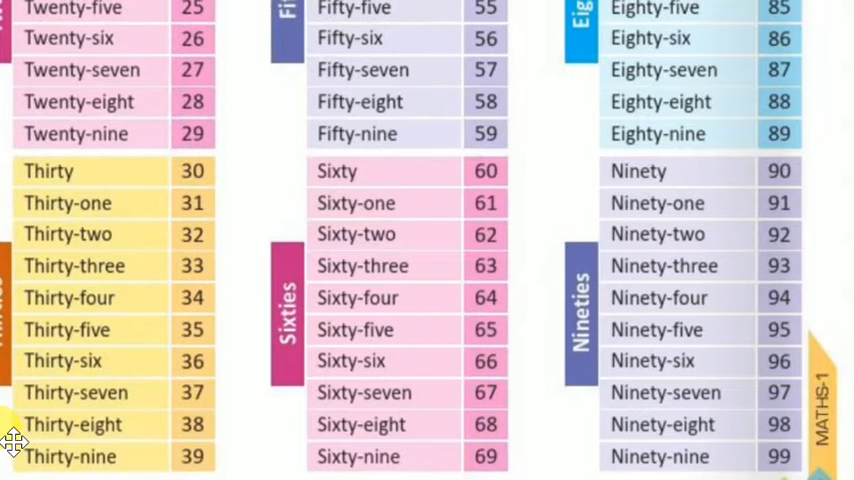 Twenty-five 25
Twenty-six 26
Twenty-seven 27
Twenty-eight 28
Twenty-nine 29
Thirty 30
Thirty-one 31
Thirty-two 32
Thirty-three 33
Thirty-four 34
Thirty-five 35
Thirty-six 36
Thirty-seven 37
Thirty-eight 38
Thirty-nine 39
Fifty-five 55
Fifty-six 56
Fifty-seven 57
Fifty-eight 58
Fifty-nine 59
Sixties
Sixty 60
Sixty-one 61
Sixty-two 62
Sixty-three 63
Sixty-four 64
Sixty-five 65
Sixty-six 66
Sixty-seven 67
Sixty-eight 68
Sixty-nine 69
Eighty-five 85
Eighty-six 86
Eighty-seven 87
Eighty-eight 88
Eighty-nine 89
Nineties
Ninety 90
Ninety-one 91
Ninety-two 92
Ninety-three 93
Ninety-four 94
Ninety-five 95
Ninety-six 96
Ninety-seven 97
Ninety-eight 98
Ninety-nine 99
MATHS-1